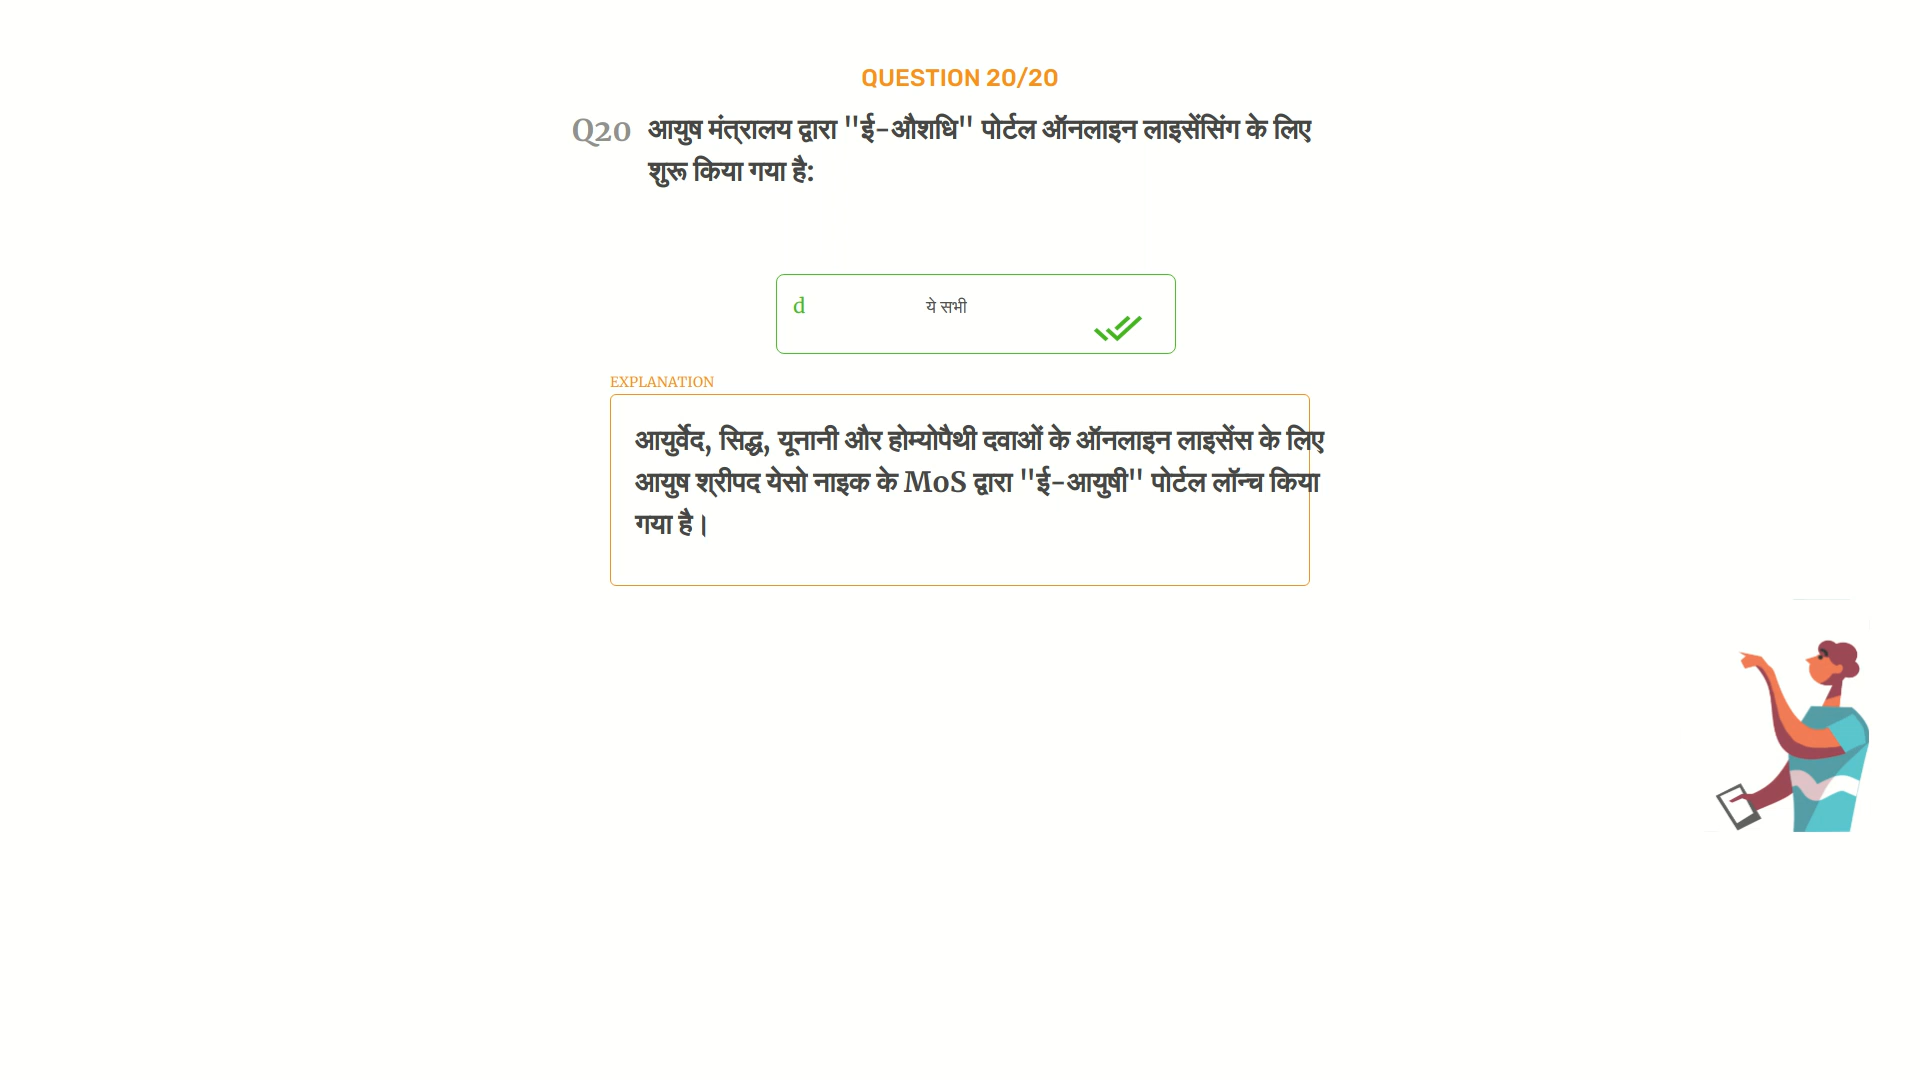 QUESTION 20/20
Q20 आयुष मंत्रालय द्वारा "ई-औशधि" पोर्टल ऑनलाइन लाइसेंसिंग के लिए
शुरू किया गया है:
d ये सभी
EXPLANATION
आयुर्वेद, सिद्ध, यूनानी और होम्योपैथी दवाओं के ऑनलाइन लाइसेंस के लिए
आयुष श्रीपद येसो नाइक के MoS द्वारा "ई-आयुषी" पोर्टल लॉन्च किया
गया है।